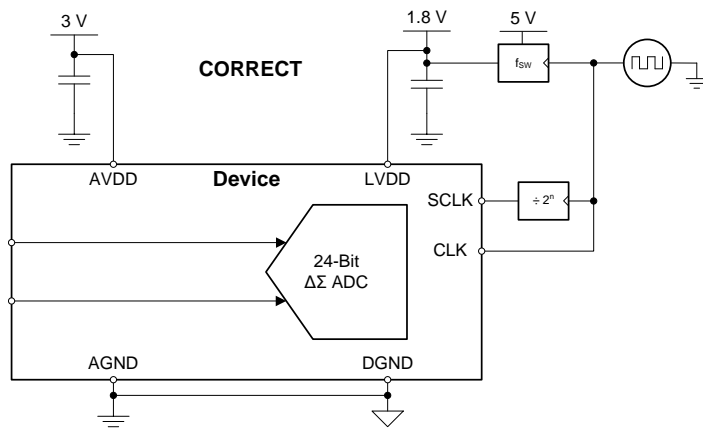 3 V
1.8 V
5 V
CORRECT
fSW
AVDD
Device
LVDD
SCLK
÷ 2ⁿ
CLK
24-Bit
ΔΣ ADC
AGND
DGND